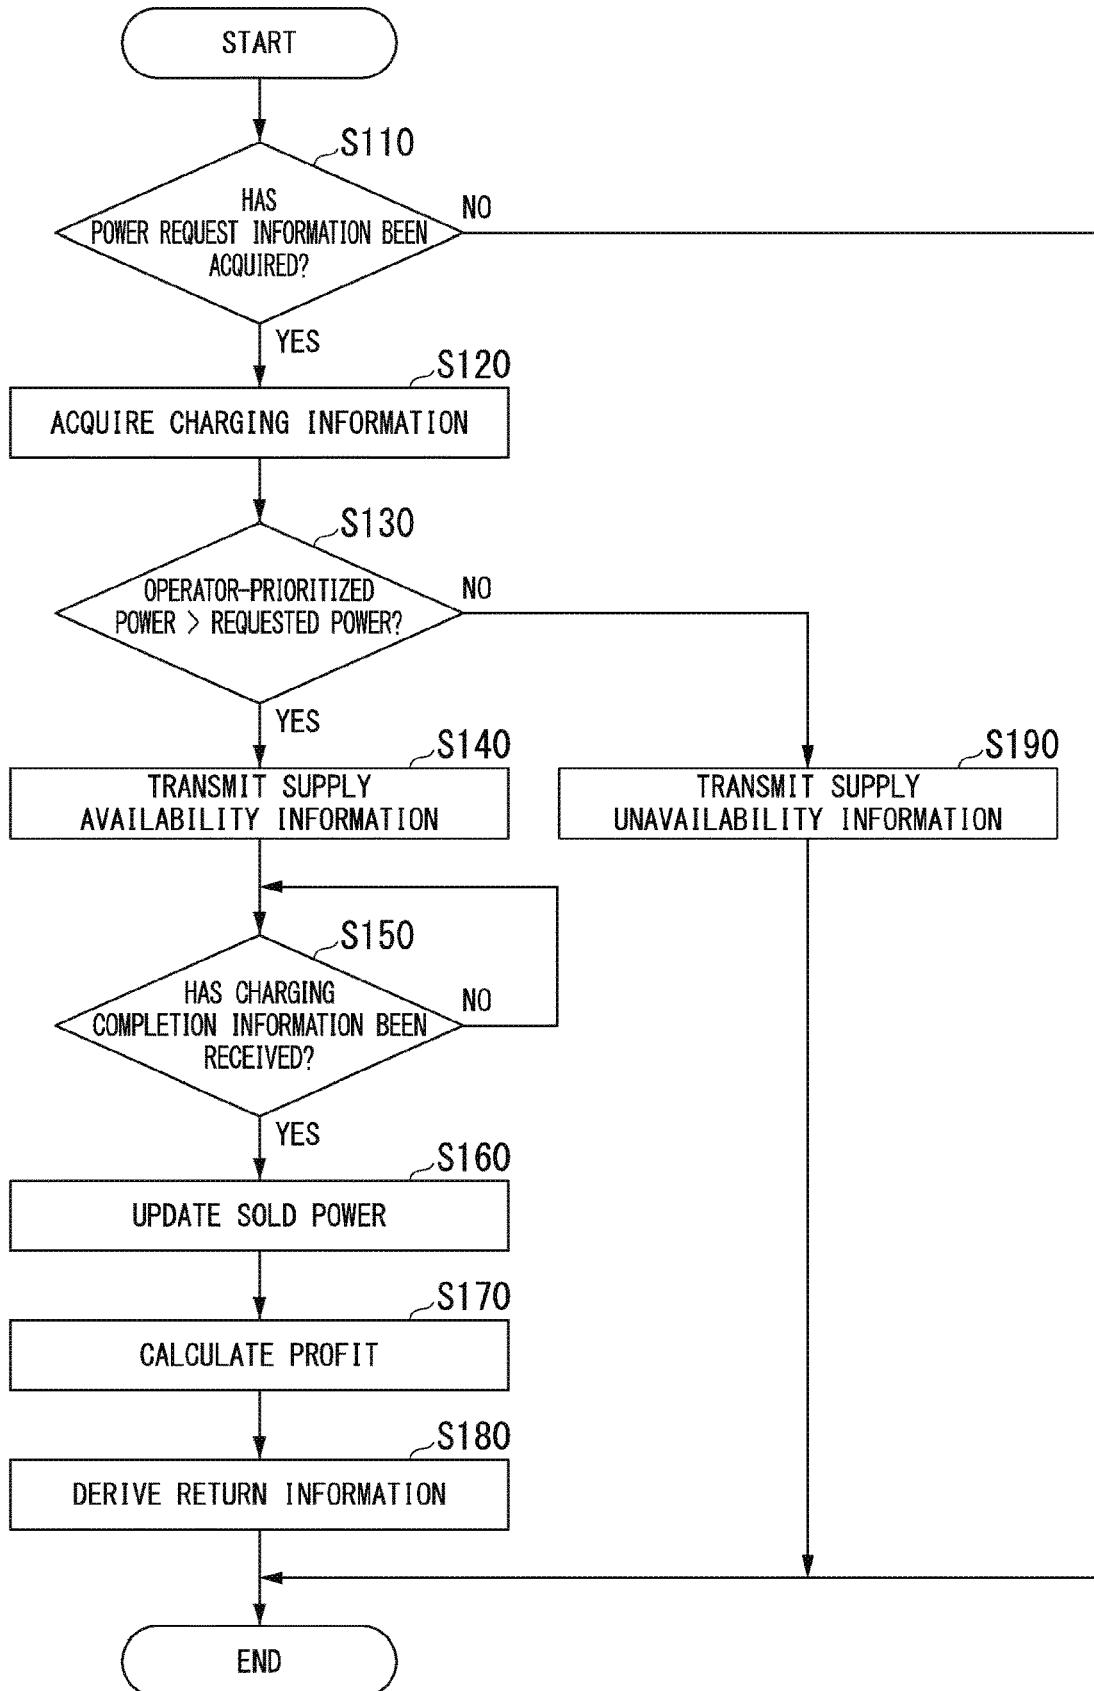 START
S110
HAS
POWER REQUEST INFORMATION BEEN
ACQUIRED?
NO
YES
S120
ACQUIRE CHARGING INFORMATION
S130
OPERATOR-PRIORITIZED
POWER > REQUESTED POWER?
NO
YES
S140
TRANSMIT SUPPLY
AVAILABILITY INFORMATION
S190
TRANSMIT SUPPLY
UNAVAILABILITY INFORMATION
S150
HAS CHARGING
COMPLETION INFORMATION BEEN
RECEIVED?
NO
YES
S160
UPDATE SOLD POWER
S170
CALCULATE PROFIT
S180
DERIVE RETURN INFORMATION
END